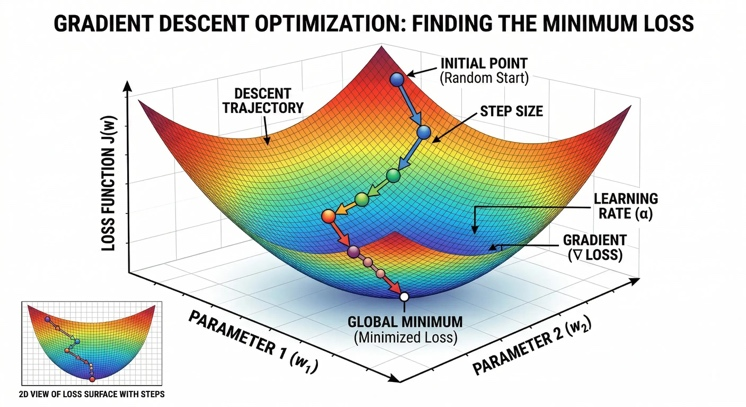 GRADIENT DESCENT OPTIMIZATION: FINDING THE MINIMUM LOSS
INITIAL POINT
(Random Start)
DESCENT
TRAJECTORY
STEP SIZE
LOSS FUNCTION J(w)
LEARNING
RATE (α)
GRADIENT
(∇ LOSS)
GLOBAL MINIMUM
(Minimized Loss)
PARAMETER 1 (w₁)
PARAMETER 2 (w₂)
2D VIEW OF LOSS SURFACE WITH STEPS